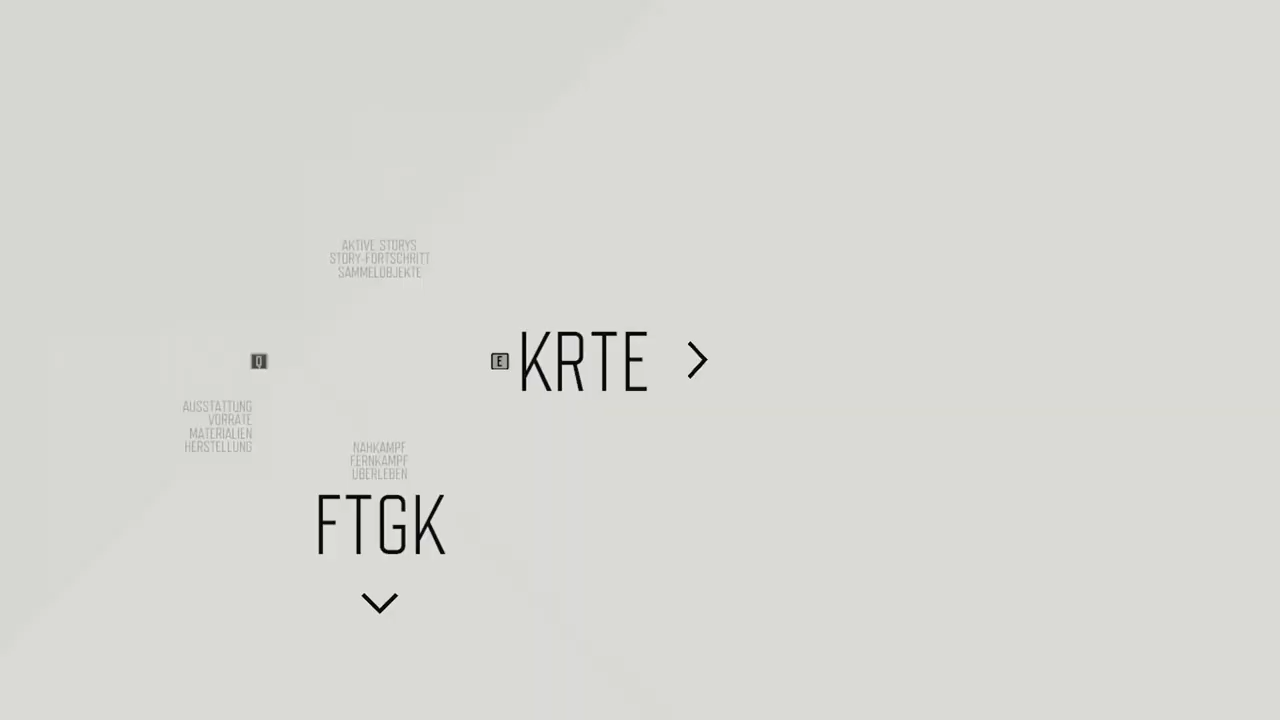 AKTIVE STORYS
STORY-FORTSCHRITT
SAMMELOBJEKTE
Q
E
KRTE
AUSSTATTUNG
VORRÄTE
MATERIALIEN
HERSTELLUNG
NAHKAMPF
FERNKAMPF
ÜBERLEBEN
FTGK